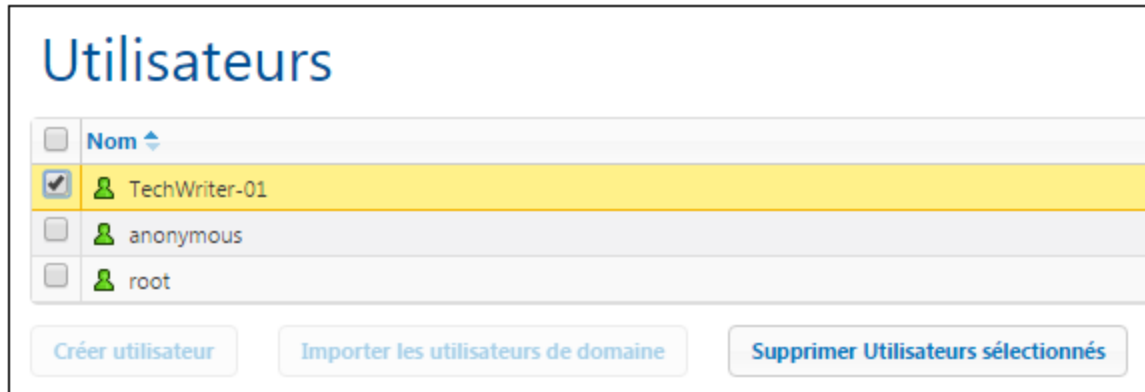 Utilisateurs
Nom
TechWriter-01
anonymous
root
Créer utilisateur Importer les utilisateurs de domaine Supprimer Utilisateurs sélectionnés